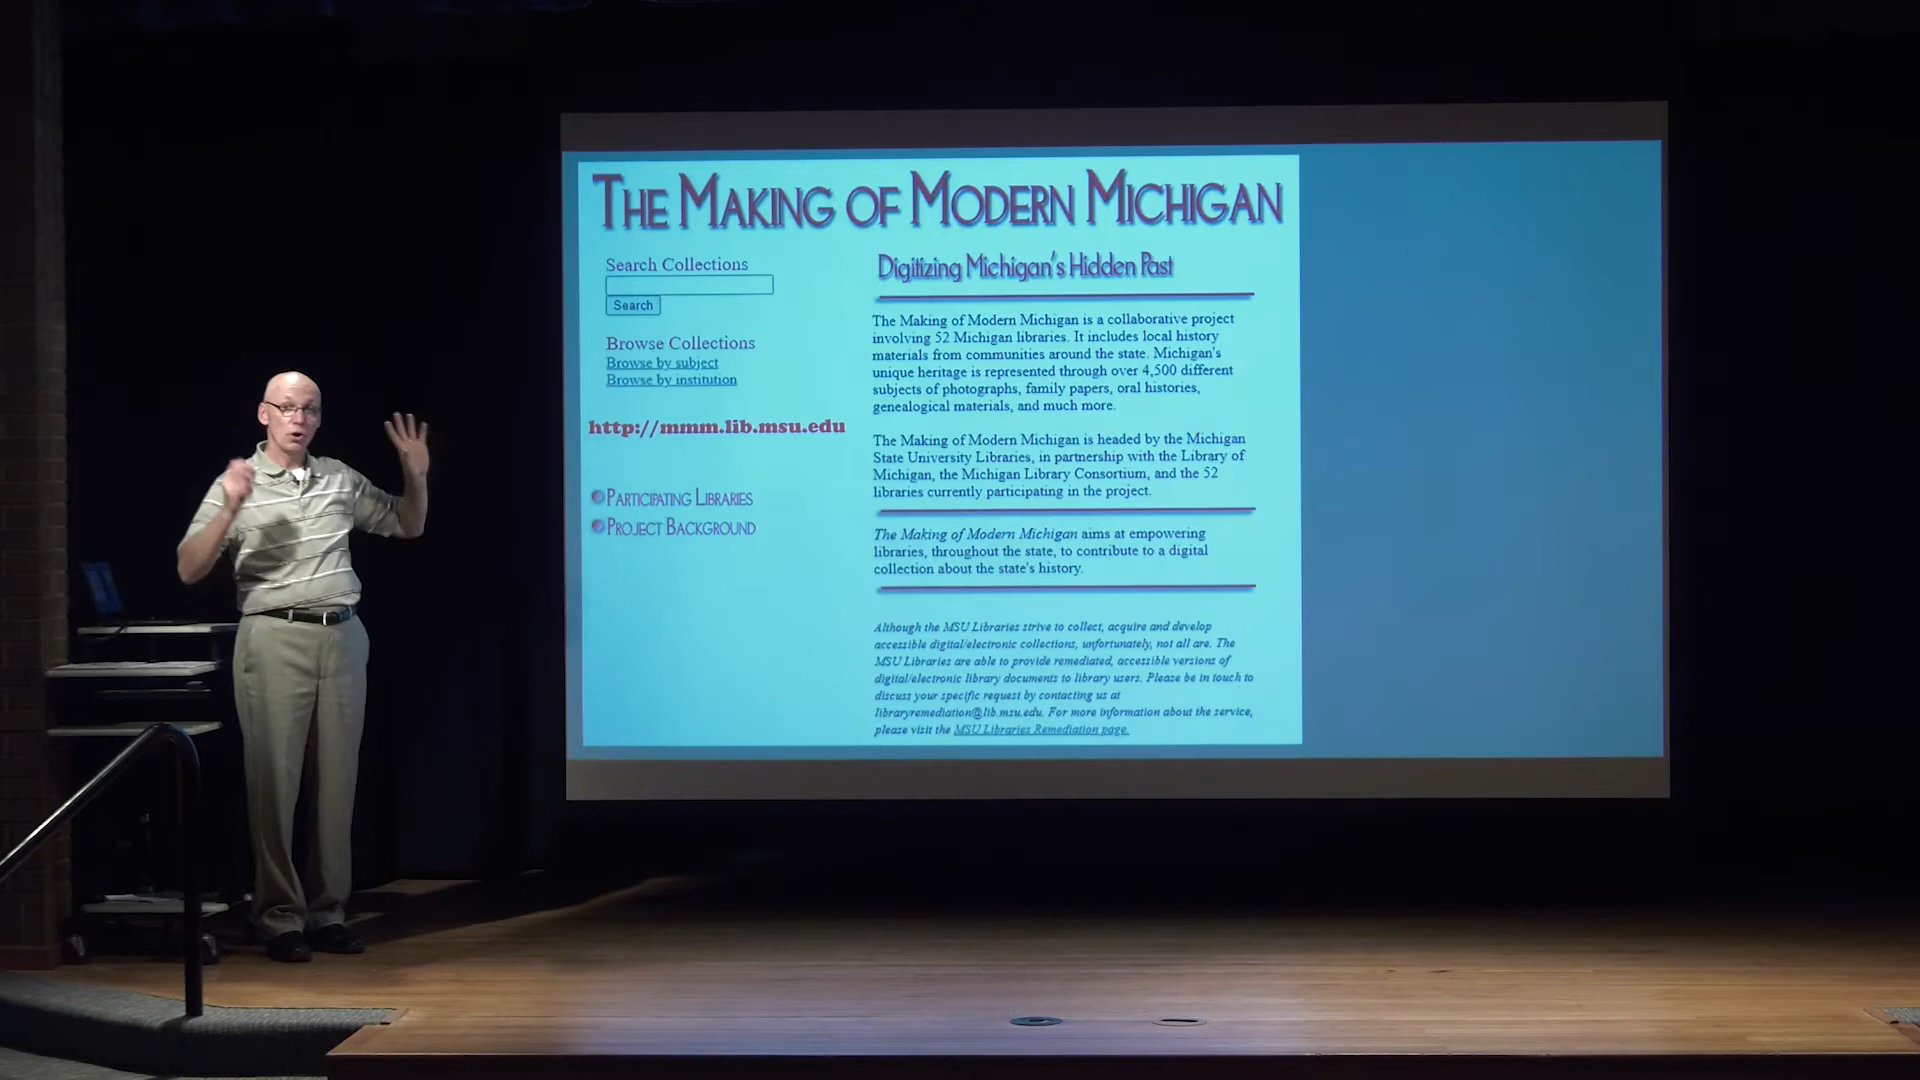 THE MAKING OF MODERN MICHIGAN
Search Collections
Search
Browse Collections
Browse by subject
Browse by institution
http://mmm.lib.msu.edu
PARTICIPATING LIBRARIES
PROJECT BACKGROUND
Digitizing Michigan's Hidden Past
The Making of Modern Michigan is a collaborative project
involving 52 Michigan libraries. It includes local history
materials from communities around the state. Michigan's
unique heritage is represented through over 4,500 different
subjects of photographs, family papers, oral histories,
genealogical materials, and much more.
The Making of Modern Michigan is headed by the Michigan
State University Libraries, in partnership with the Library of
Michigan, the Michigan Library Consortium, and the 52
libraries currently participating in the project.
The Making of Modern Michigan aims at empowering
libraries, throughout the state, to contribute to a digital
collection about the state's history.
Although the MSU Libraries strive to collect, acquire and develop
accessible digital/electronic collections, unfortunately, not all are. The
MSU Libraries are able to provide remediated, accessible versions of
digital/electronic library documents to library users. Please be in touch to
discuss your specific request by contacting us at
libraryremediation@lib.msu.edu. For more information about the service,
please visit the MSU Libraries Remediation page.